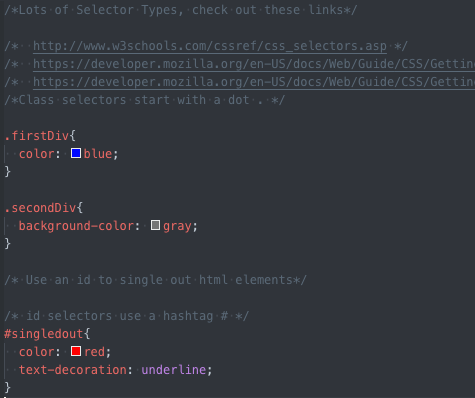 /*Lots of Selector Types, check out these links*/
/* http://www.w3schools.com/cssref/css_selectors.asp */
/* https://developer.mozilla.org/en-US/docs/Web/Guide/CSS/Getting
/* https://developer.mozilla.org/en-US/docs/Web/Guide/CSS/Getting
/*Class selectors start with a dot . */
.firstDiv{
color: blue;
}
.secondDiv{
background-color: gray;
}
/* Use an id to single out html elements*/
/* id selectors use a hashtag # */
#singledout{
color: red;
text-decoration: underline;
}